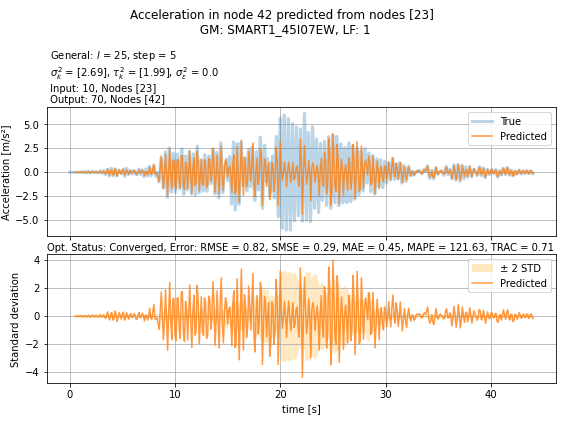 Acceleration in node 42 predicted from nodes [23]
GM: SMART1_45I07EW, LF: 1
General: l = 25, step = 5
σ²ₖ = [2.69], τ²ₖ = [1.99], σ²ε = 0.0
Input: 10, Nodes [23]
Output: 70, Nodes [42]
Acceleration [m/s²]
5.0
2.5
0.0
−2.5
−5.0
True
Predicted
Opt. Status: Converged, Error: RMSE = 0.82, SMSE = 0.29, MAE = 0.45, MAPE = 121.63, TRAC = 0.71
Standard deviation
4
2
0
−2
−4
± 2 STD
Predicted
0 10 20 30 40
time [s]